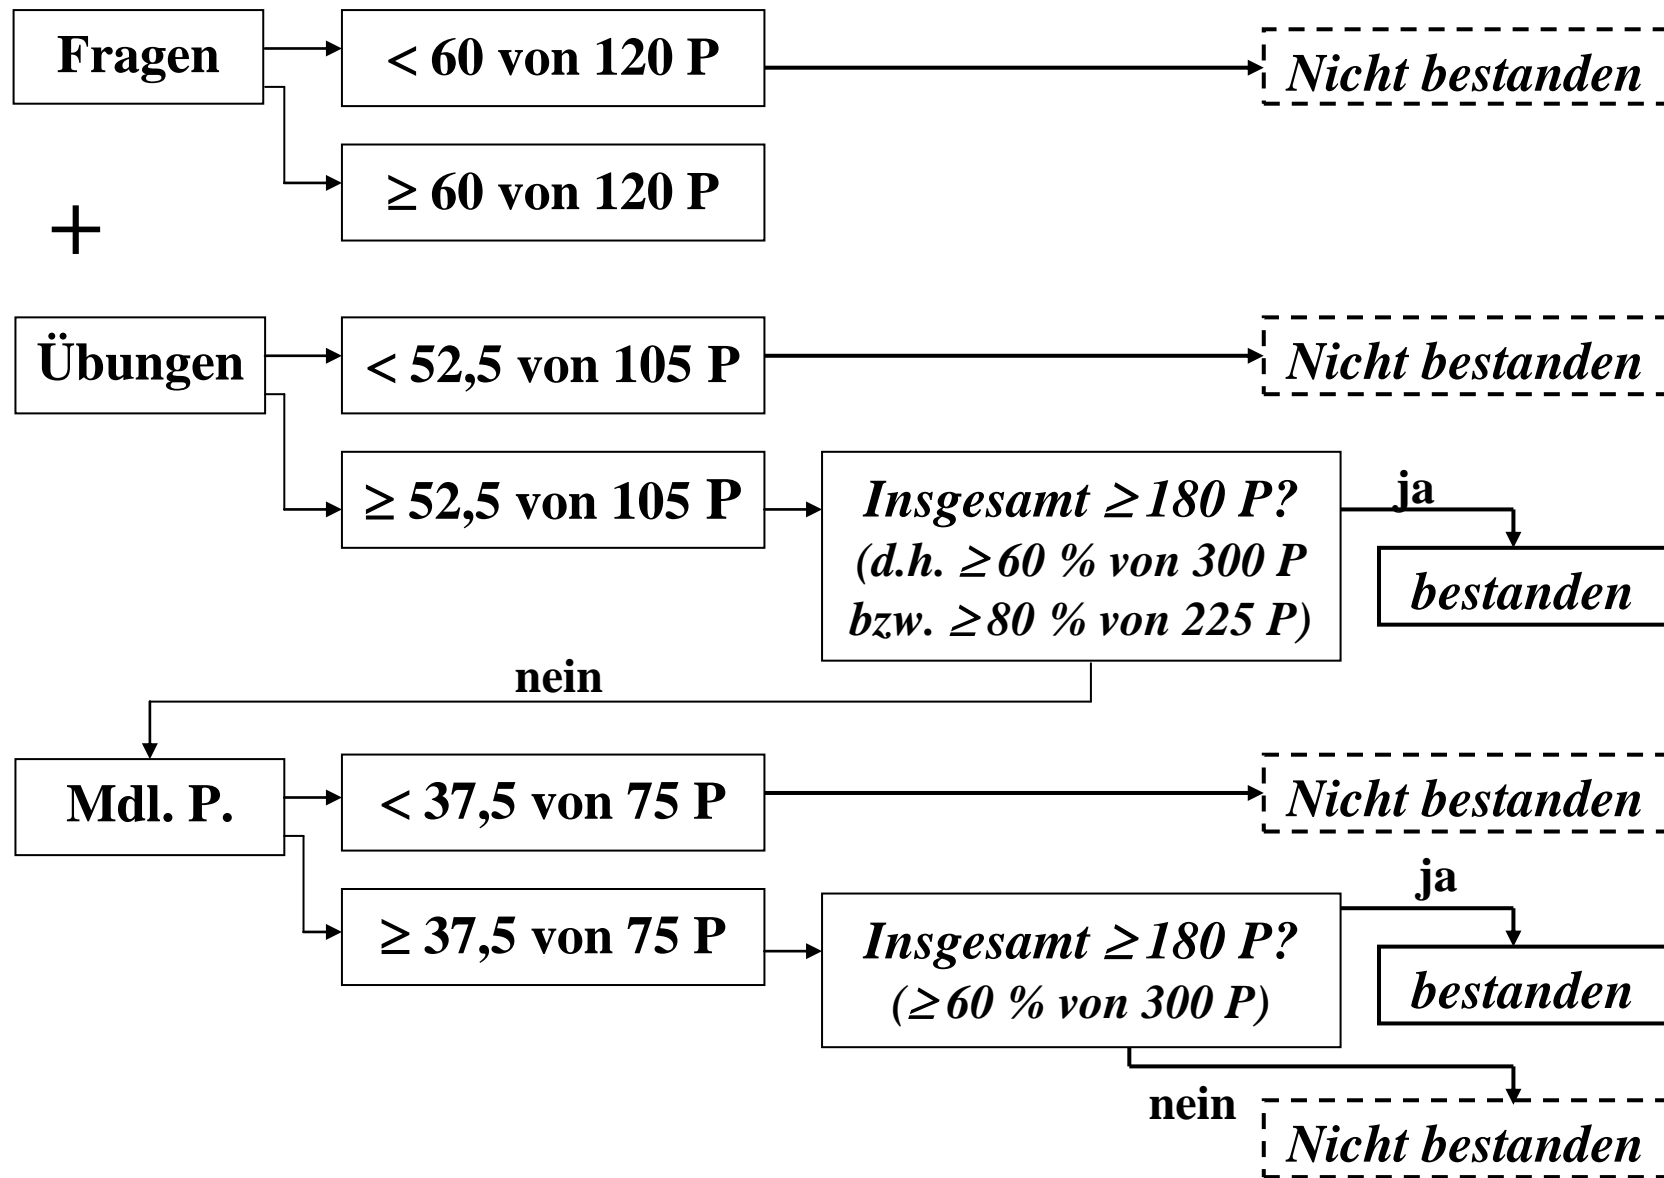 Fragen
< 60 von 120 P
Nicht bestanden
≥ 60 von 120 P
+
Übungen
< 52,5 von 105 P
Nicht bestanden
≥ 52,5 von 105 P
Insgesamt ≥ 180 P?
(d.h. ≥ 60 % von 300 P
bzw. ≥ 80 % von 225 P)
ja
bestanden
nein
Mdl. P.
< 37,5 von 75 P
Nicht bestanden
≥ 37,5 von 75 P
Insgesamt ≥ 180 P?
(≥ 60 % von 300 P)
ja
bestanden
nein
Nicht bestanden